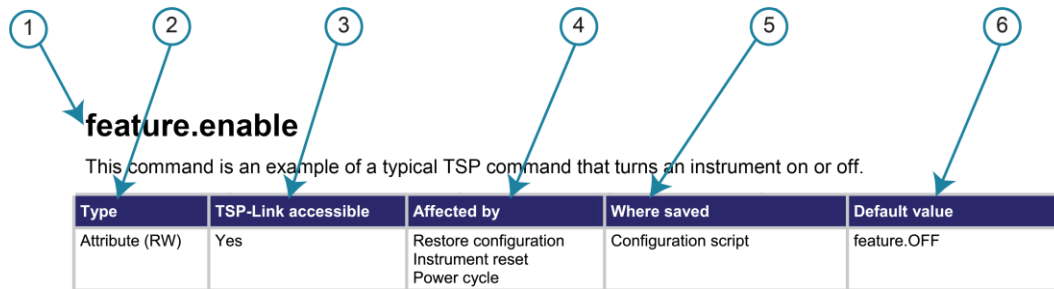 1 2 3 4 5 6
feature.enable
This command is an example of a typical TSP command that turns an instrument on or off.
Type TSP-Link accessible Affected by Where saved Default value
Attribute (RW) Yes Restore configuration Configuration script feature.OFF
Instrument reset
Power cycle